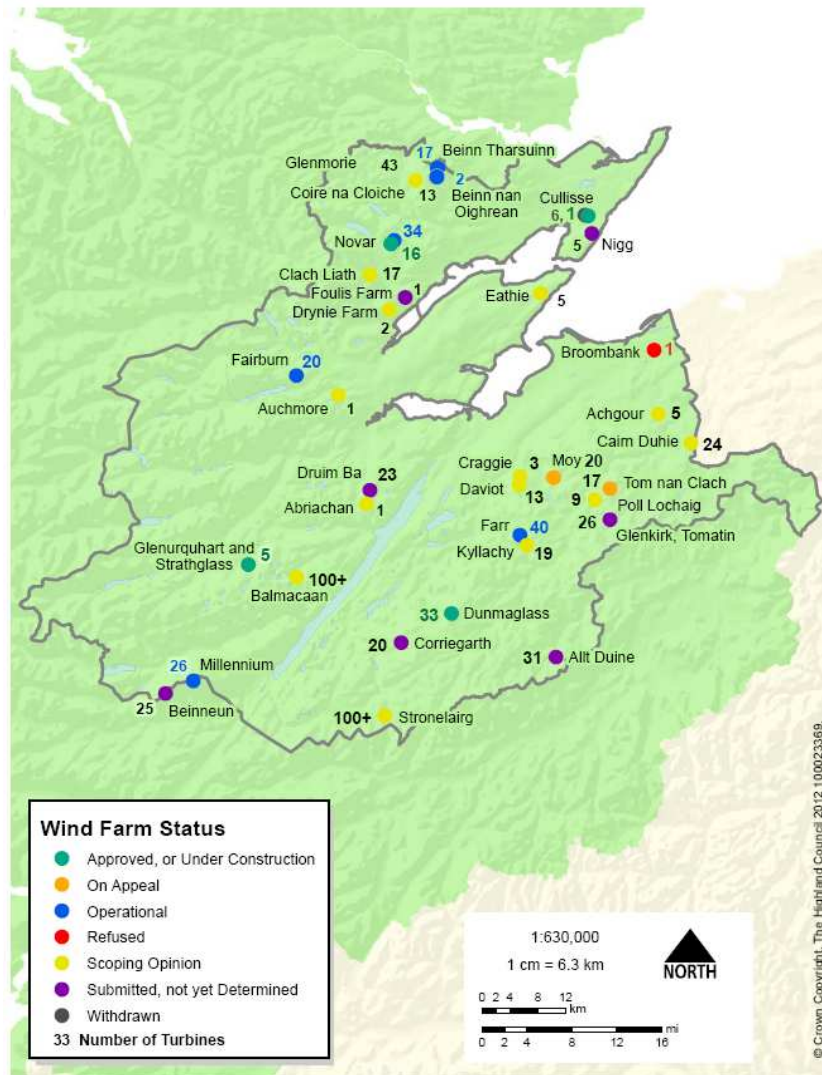 17 Beinn Tharsuinn
Glenmorie 43
2
Coire na Cloiche 13
Beinn nan
Oighrean
Cullisse
6, 1
Novar 34
16
5 Nigg
Clach Liath 17
Foulis Farm 1
Eathie 5
Drynie Farm
2
Broombank 1
Fairburn 20
Auchmore 1
Achgour 5
Cairn Duhie 24
Craggie 3 Moy 20
Druim Ba 23
17 Tom nan Clach
Daviot 13
9 Poll Lochaig
Abriachan 1
26
Glenkirk, Tomatin
Farr 40
Kyllachy 19
Glenurquhart and 5
Strathglass
100+
Balmacaan
33 Dunmaglass
20 Corriegarth
31 Allt Duine
26 Millennium
25 Beinneun
100+ Stronelairg
Wind Farm Status
Approved, or Under Construction
On Appeal
Operational
Refused
Scoping Opinion
Submitted, not yet Determined
Withdrawn
33 Number of Turbines
1:630,000
1 cm = 6.3 km
NORTH
0 2 4 8 12
km
mi
0 2 4 8 12 16
© Crown Copyright. The Highland Council 2012 100023369.